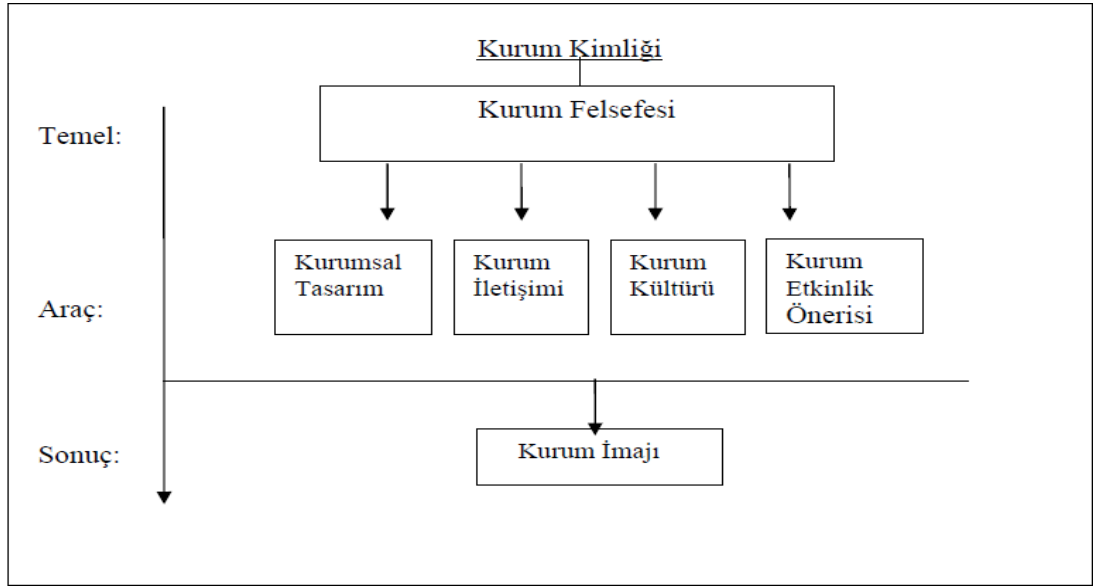 Kurum Kimliği
Kurum Felsefesi
Temel:
Kurumsal
Tasarım
Kurum
İletişimi
Kurum
Kültürü
Kurum
Etkinlik
Önerisi
Araç:
Sonuç:
Kurum İmajı